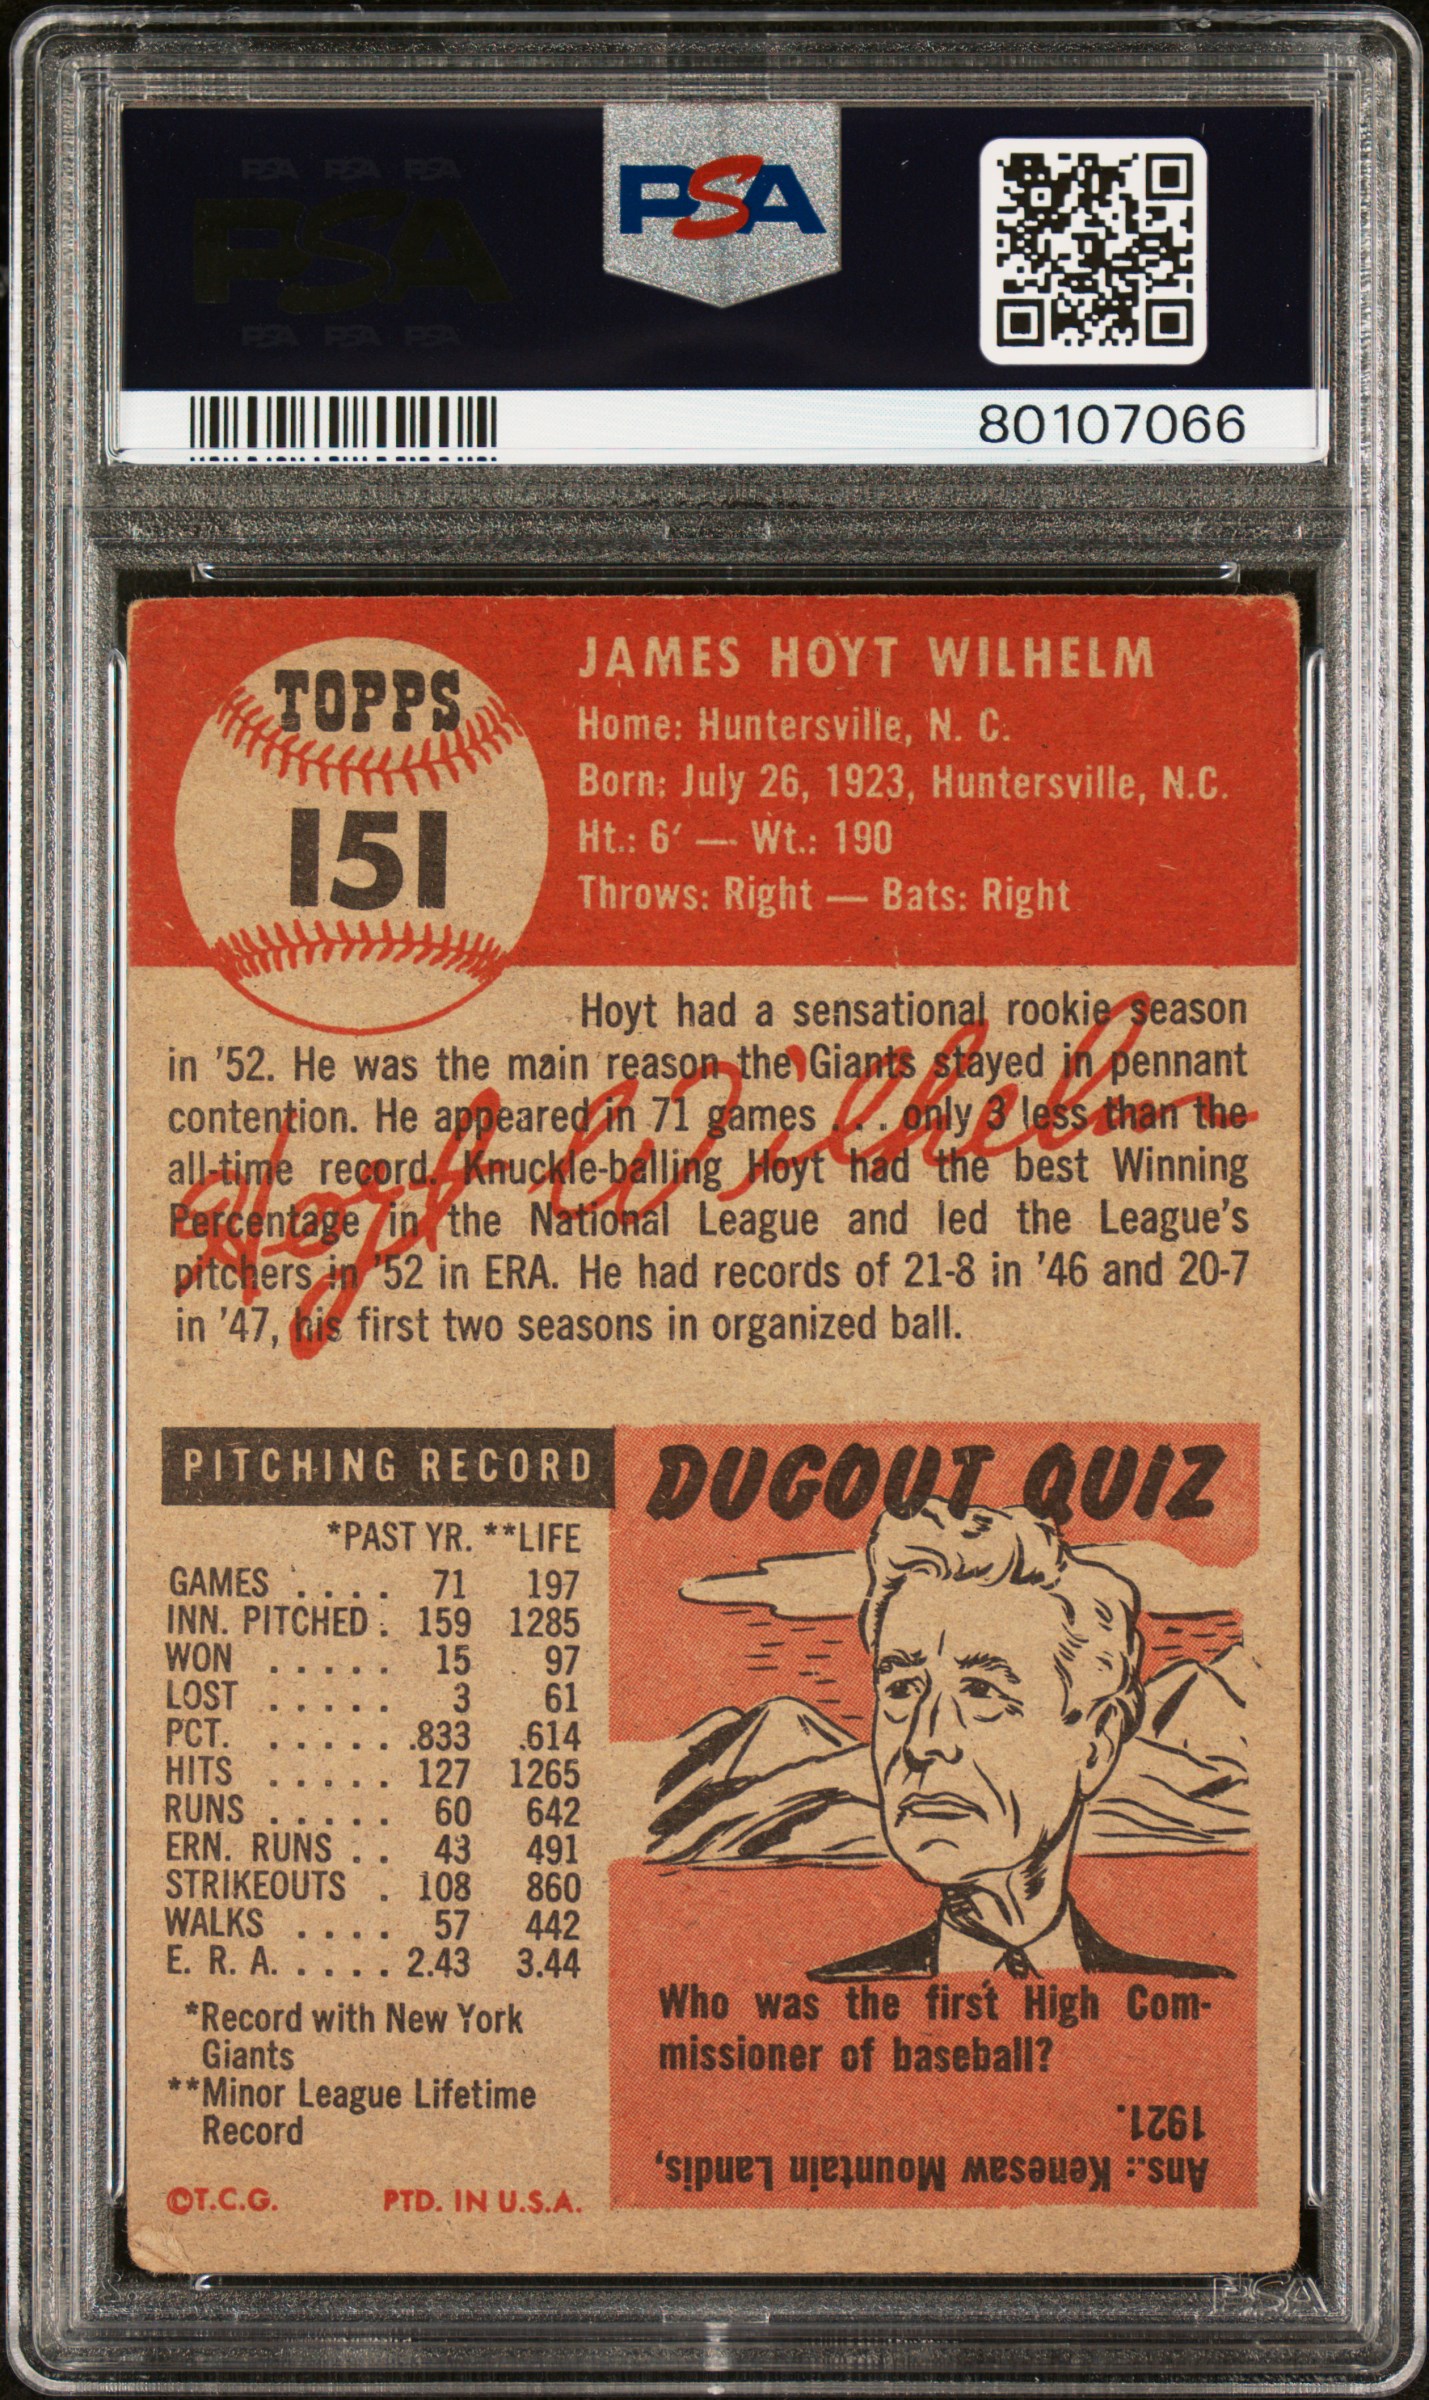 PSA PSA PSA
PSA
PSA PSA PSA
PSA
80107066
TOPPS
151
JAMES HOYT WILHELM
Home: Huntersville, N. C.
Born: July 26, 1923, Huntersville, N.C.
Ht.: 6′ — Wt.: 190
Throws: Right — Bats: Right
Hoyt had a sensational rookie season
in '52. He was the main reason the Giants stayed in pennant
contention. He appeared in 71 games . . . only 3 less than the
all-time record. Knuckle-balling Hoyt had the best Winning
Percentage in the National League and led the League's
pitchers in '52 in ERA. He had records of 21-8 in '46 and 20-7
in '47, his first two seasons in organized ball.
Hoyt Wilhelm
PITCHING RECORD
*PAST YR. **LIFE
GAMES . . . . 71 197
INN. PITCHED . 159 1285
WON . . . . . 15 97
LOST . . . . . 3 61
PCT. . . . . . .833 .614
HITS . . . . . 127 1265
RUNS . . . . . 60 642
ERN. RUNS . . 43 491
STRIKEOUTS . 108 860
WALKS . . . . 57 442
E. R. A. . . . . 2.43 3.44
*Record with New York
Giants
**Minor League Lifetime
Record
©T.C.G. PTD. IN U.S.A.
DUGOUT QUIZ
Who was the first High Com-
missioner of baseball?
Ans.: Kenesaw Mountain Landis,
1921.
PSA